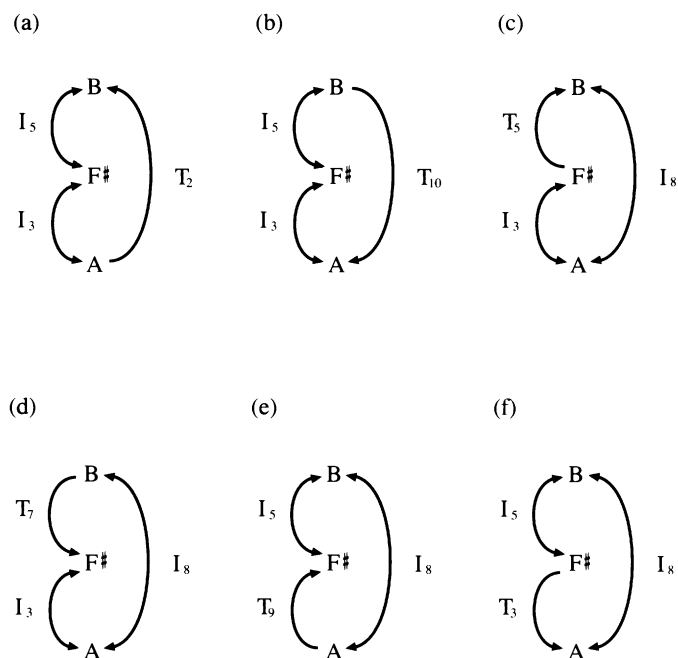 (a) (b) (c)
B B B
I₅ I₅ T₅
F♯ T₂ F♯ T₁₀ F♯ I₈
I₃ I₃ I₃
A A A
(d) (e) (f)
B B B
T₇ I₅ I₅
F♯ I₈ F♯ I₈ F♯ I₈
I₃ T₉ T₃
A A A